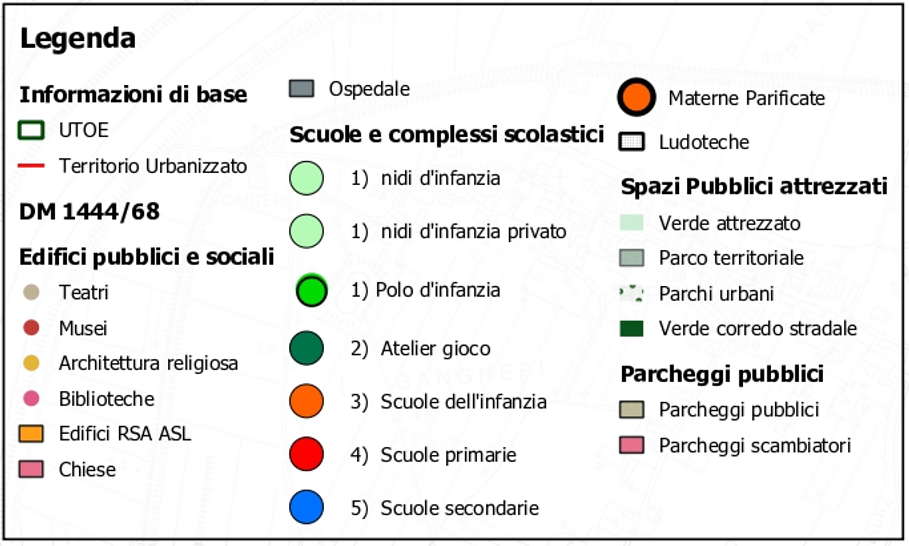 Legenda
Informazioni di base
UTOE
Territorio Urbanizzato
DM 1444/68
Edifici pubblici e sociali
Teatri
Musei
Architettura religiosa
Biblioteche
Edifici RSA ASL
Chiese
Ospedale
Scuole e complessi scolastici
1) nidi d'infanzia
1) nidi d'infanzia privato
1) Polo d'infanzia
2) Atelier gioco
3) Scuole dell'infanzia
4) Scuole primarie
5) Scuole secondarie
Materne Parificate
Ludoteche
Spazi Pubblici attrezzati
Verde attrezzato
Parco territoriale
Parchi urbani
Verde corredo stradale
Parcheggi pubblici
Parcheggi pubblici
Parcheggi scambiatori
GANGHERI